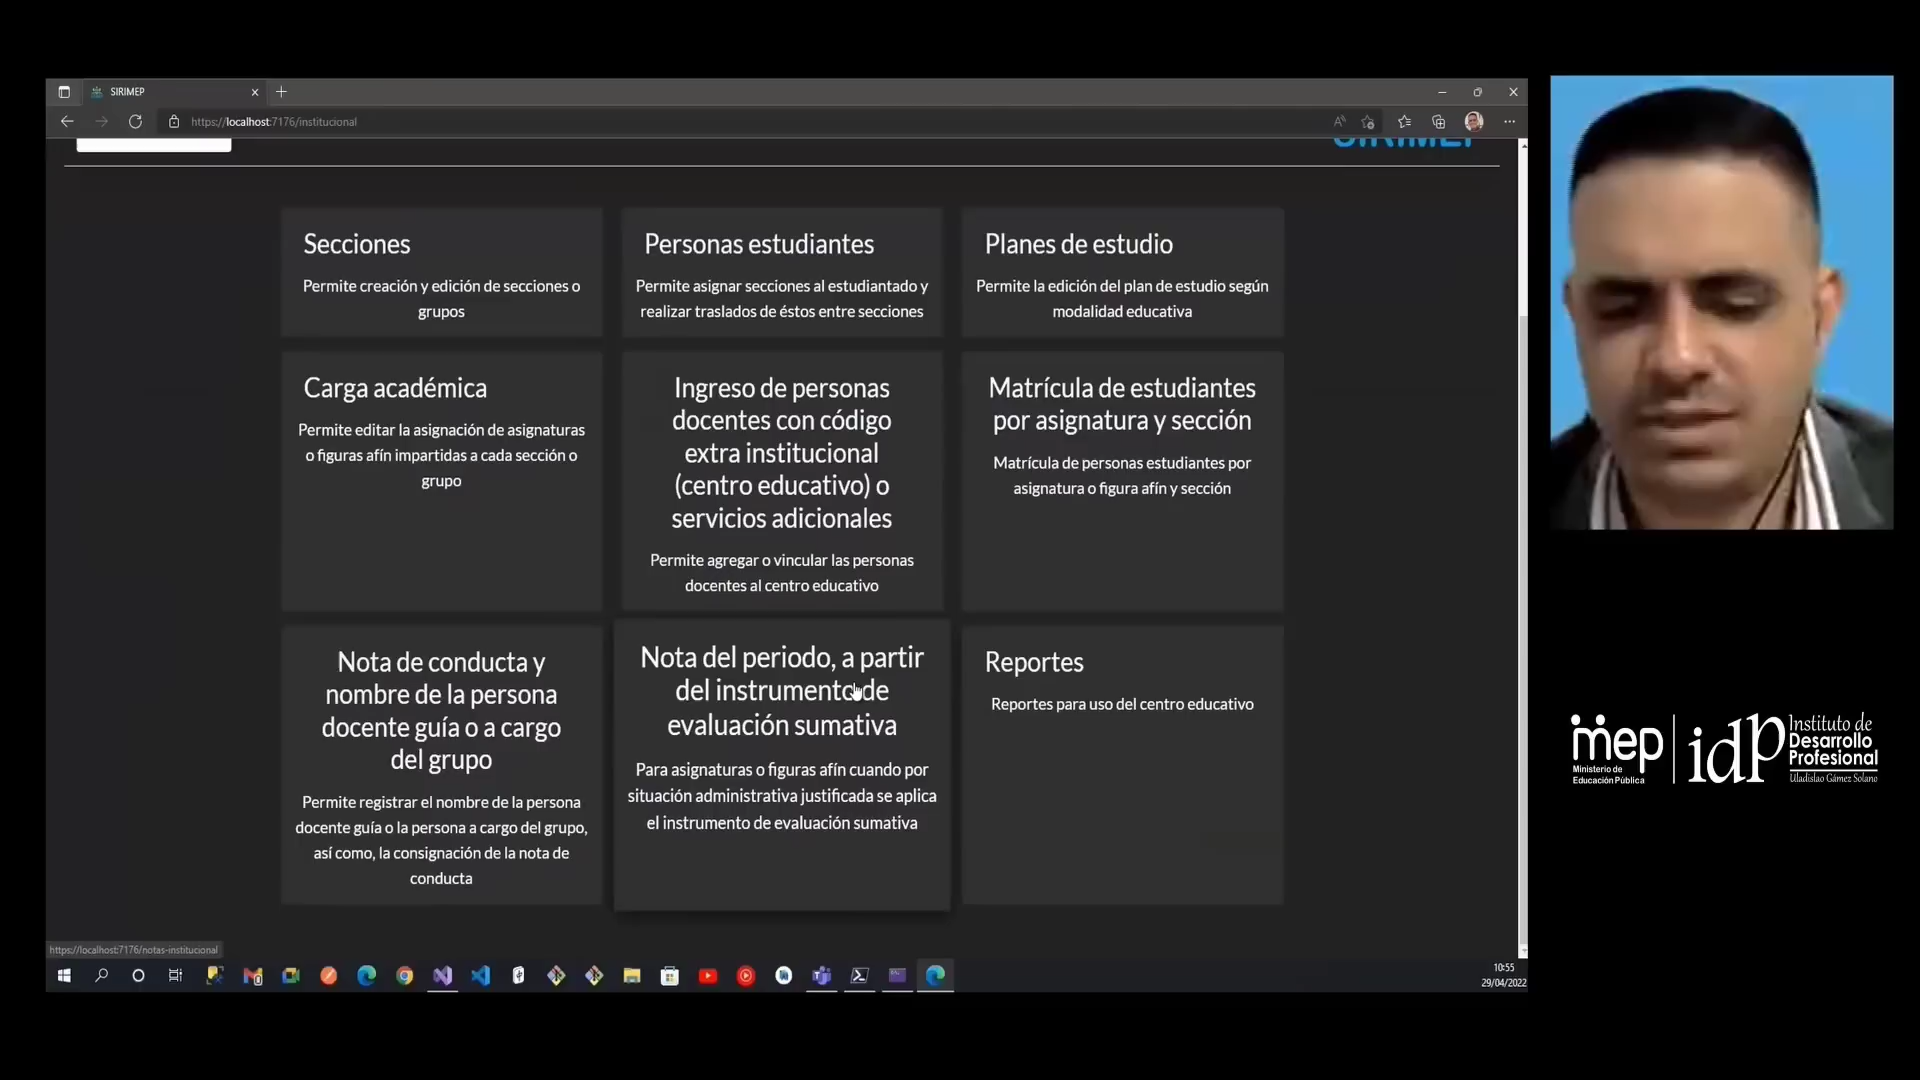 SIRIMEP
https://localhost:7176/institucional
SIRIMEP
Secciones
Permite creación y edición de secciones o
grupos
Personas estudiantes
Permite asignar secciones al estudiantado y
realizar traslados de éstos entre secciones
Planes de estudio
Permite la edición del plan de estudio según
modalidad educativa
Carga académica
Permite editar la asignación de asignaturas
o figuras afín impartidas a cada sección o
grupo
Ingreso de personas
docentes con código
extra institucional
(centro educativo) o
servicios adicionales
Permite agregar o vincular las personas
docentes al centro educativo
Matrícula de estudiantes
por asignatura y sección
Matrícula de personas estudiantes por
asignatura o figura afín y sección
Nota de conducta y
nombre de la persona
docente guía o a cargo
del grupo
Permite registrar el nombre de la persona
docente guía o la persona a cargo del grupo,
así como, la consignación de la nota de
conducta
Nota del periodo, a partir
del instrumento de
evaluación sumativa
Para asignaturas o figuras afín cuando por
situación administrativa justificada se aplica
el instrumento de evaluación sumativa
Reportes
Reportes para uso del centro educativo
https://localhost:7176/notas-institucional
10:55
29/04/2022
mep
Ministerio de
Educación Pública
idp
Instituto de
Desarrollo
Profesional
Uladislao Gámez Solano